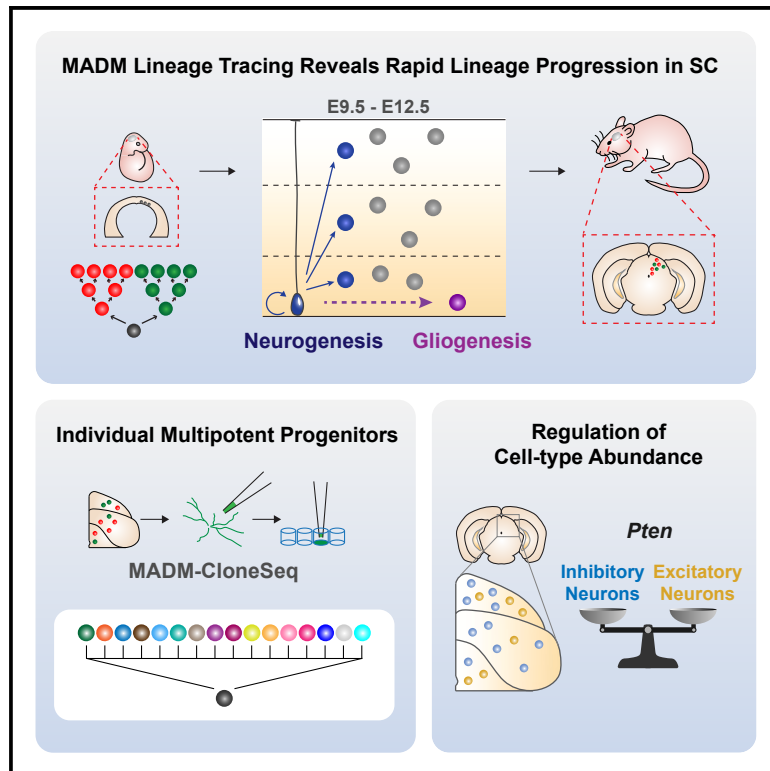 MADM Lineage Tracing Reveals Rapid Lineage Progression in SC
E9.5 - E12.5
Neurogenesis Gliogenesis
Individual Multipotent Progenitors
MADM-CloneSeq
Regulation of
Cell-type Abundance
Pten
Inhibitory Excitatory
Neurons Neurons